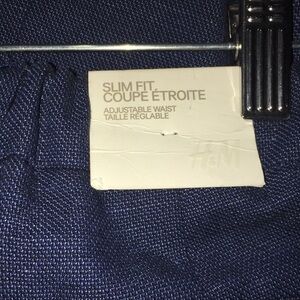 SLIM FIT
COUPE ÉTROITE
ADJUSTABLE WAIST
TAILLE RÉGLABLE
H&M